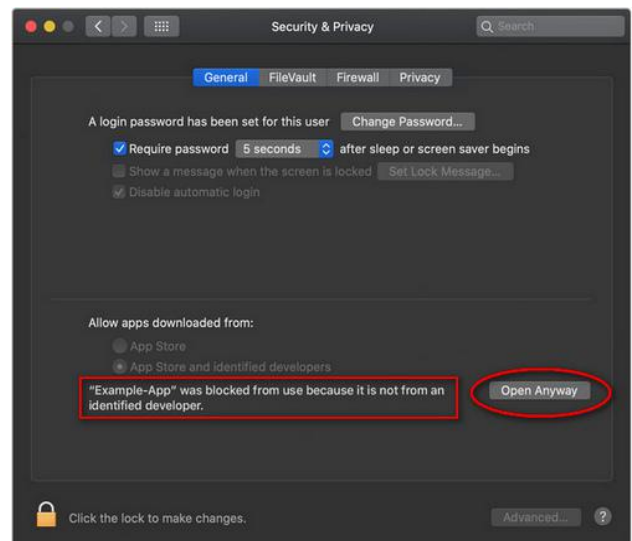 Security & Privacy
Search
General FileVault Firewall Privacy
A login password has been set for this user Change Password...
Require password 5 seconds after sleep or screen saver begins
Show a message when the screen is locked Set Lock Message...
Disable automatic login
Allow apps downloaded from:
App Store
App Store and identified developers
“Example-App” was blocked from use because it is not from an Open Anyway
identified developer.
Click the lock to make changes. Advanced... ?